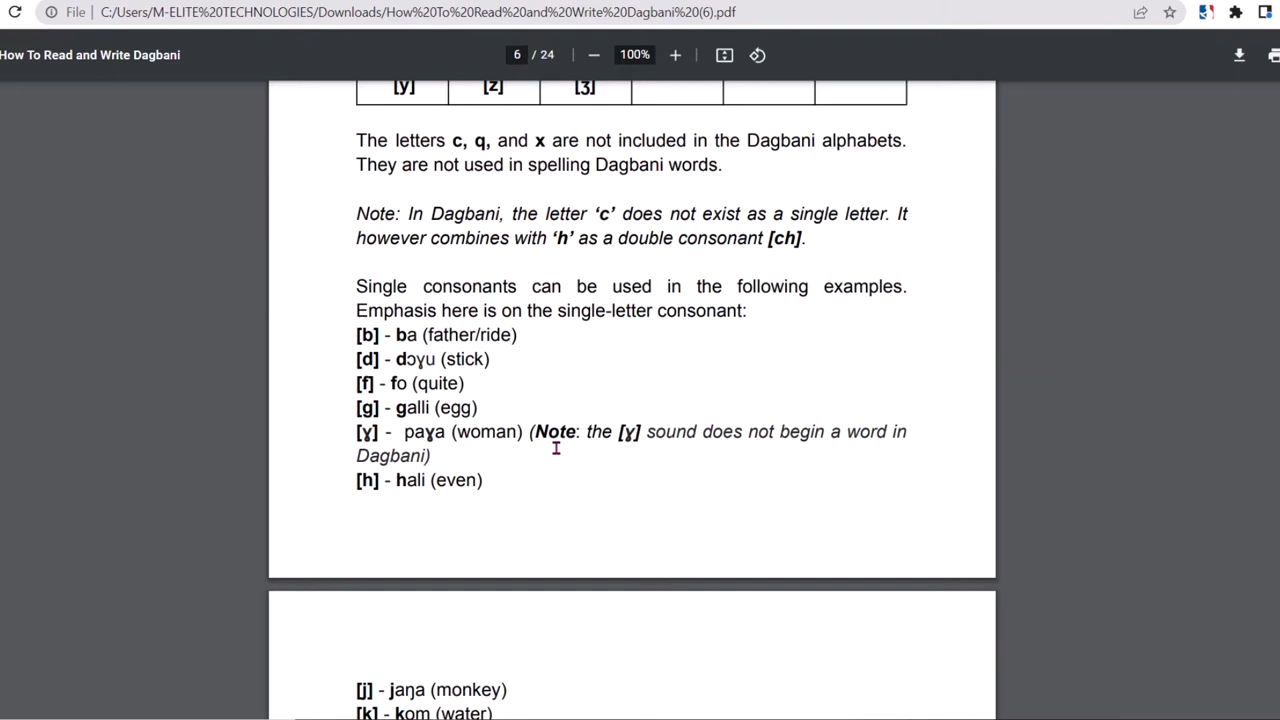 File | C:/Users/M-ELITE%20TECHNOLOGIES/Downloads/How%20To%20Read%20and%20Write%20Dagbani%20(6).pdf
How To Read and Write Dagbani 6 / 24 100%
[y] [z] [ʒ]
The letters c, q, and x are not included in the Dagbani alphabets.
They are not used in spelling Dagbani words.
Note: In Dagbani, the letter ‘c’ does not exist as a single letter. It
however combines with ‘h’ as a double consonant [ch].
Single consonants can be used in the following examples.
Emphasis here is on the single-letter consonant:
[b] - ba (father/ride)
[d] - dɔɣu (stick)
[f] - fo (quite)
[g] - galli (egg)
[ɣ] - paɣa (woman) (Note: the [ɣ] sound does not begin a word in
Dagbani)
[h] - hali (even)
[j] - jaŋa (monkey)
[k] - kom (water)